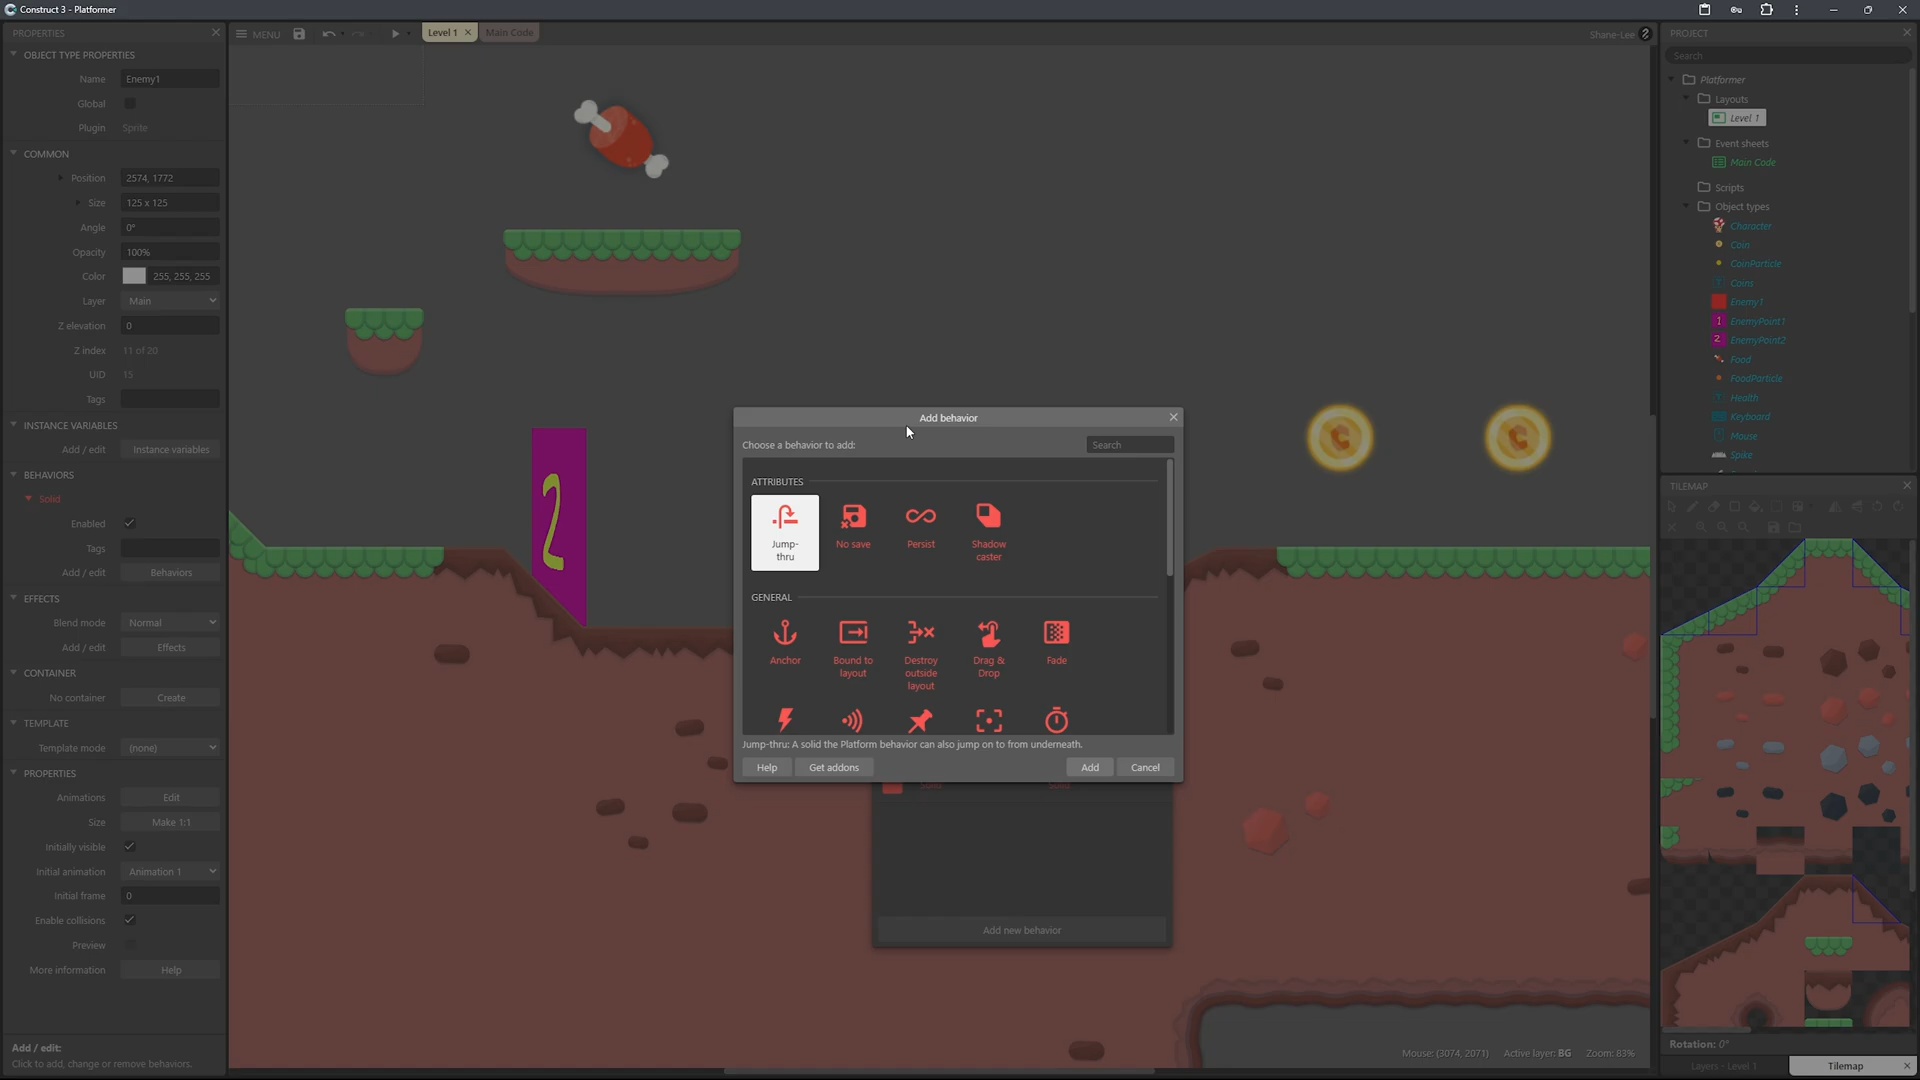 Construct 3 - Platformer
PROPERTIES
OBJECT TYPE PROPERTIES
Name Enemy1
Global
Plugin Sprite
COMMON
Position 2574, 1772
Size 125 x 125
Angle 0°
Opacity 100%
Color 255, 255, 255
Layer Main
Z elevation 0
Z index 11 of 20
UID 15
Tags
INSTANCE VARIABLES
Add / edit Instance variables
BEHAVIORS
Solid
Enabled
Tags
Add / edit Behaviors
EFFECTS
Blend mode Normal
Add / edit Effects
CONTAINER
No container Create
TEMPLATE
Template mode (none)
PROPERTIES
Animations Edit
Size Make 1:1
Initially visible
Initial animation Animation 1
Initial frame 0
Enable collisions
Preview
More information Help
Add / edit:
Click to add, change or remove behaviors.
MENU
Level 1
Main Code
Shane-Lee
2
C
C
Add behavior
Choose a behavior to add:
Search
ATTRIBUTES
Jump-
thru
No save
Persist
Shadow
caster
GENERAL
Anchor
Bound to
layout
Destroy
outside
layout
Drag &
Drop
Fade
Jump-thru: A solid the Platform behavior can also jump on to from underneath.
Help
Get addons
Add
Cancel
Add new behavior
Mouse: (3074, 2071) Active layer: BG Zoom: 83%
PROJECT
Search
Platformer
Layouts
Level 1
Event sheets
Main Code
Scripts
Object types
Character
Coin
CoinParticle
Coins
Enemy1
1 EnemyPoint1
2 EnemyPoint2
Food
FoodParticle
Health
Keyboard
Mouse
Spike
TILEMAP
Rotation: 0°
Layers - Level 1
Tilemap